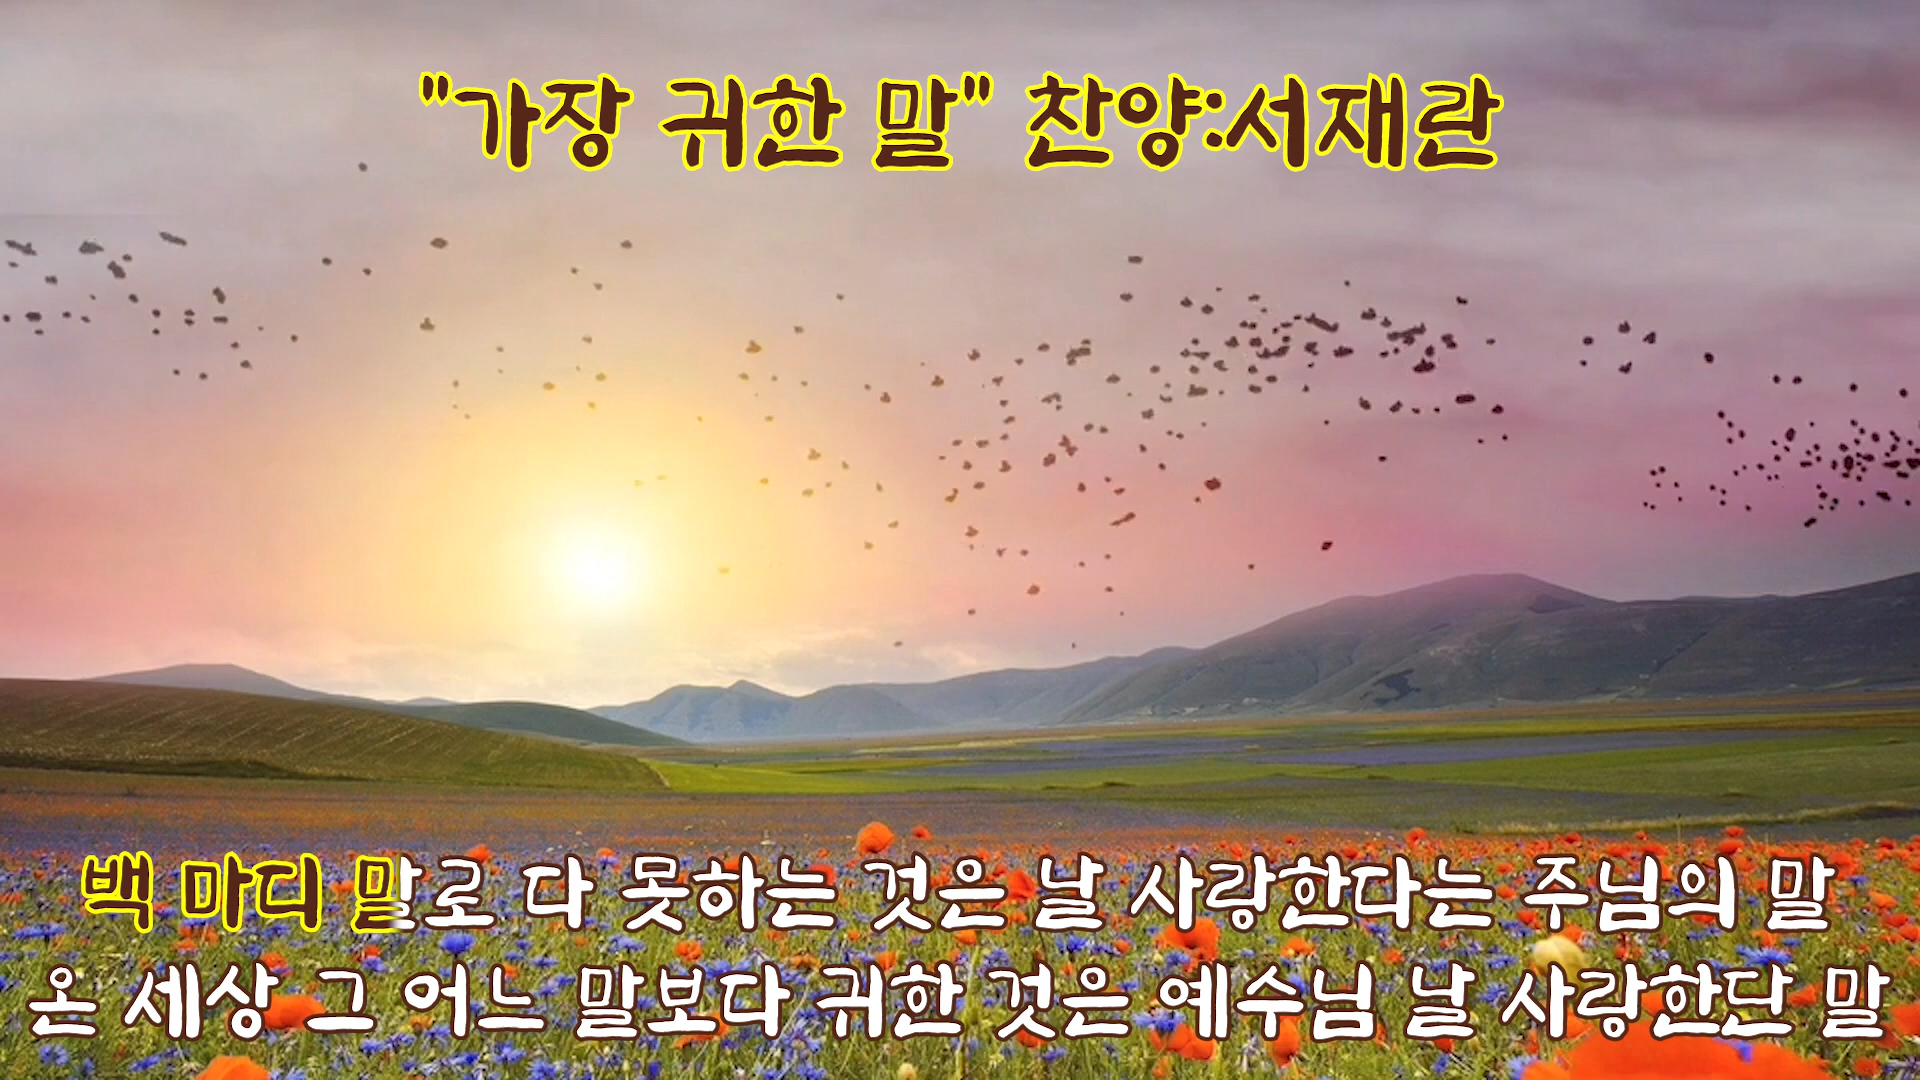 "가장 귀한 말" 찬양:서재란
백 마디 말로 다 못하는 것은 날 사랑한다는 주님의 말
온 세상 그 어느 말보다 귀한 것은 예수님 날 사랑한단 말